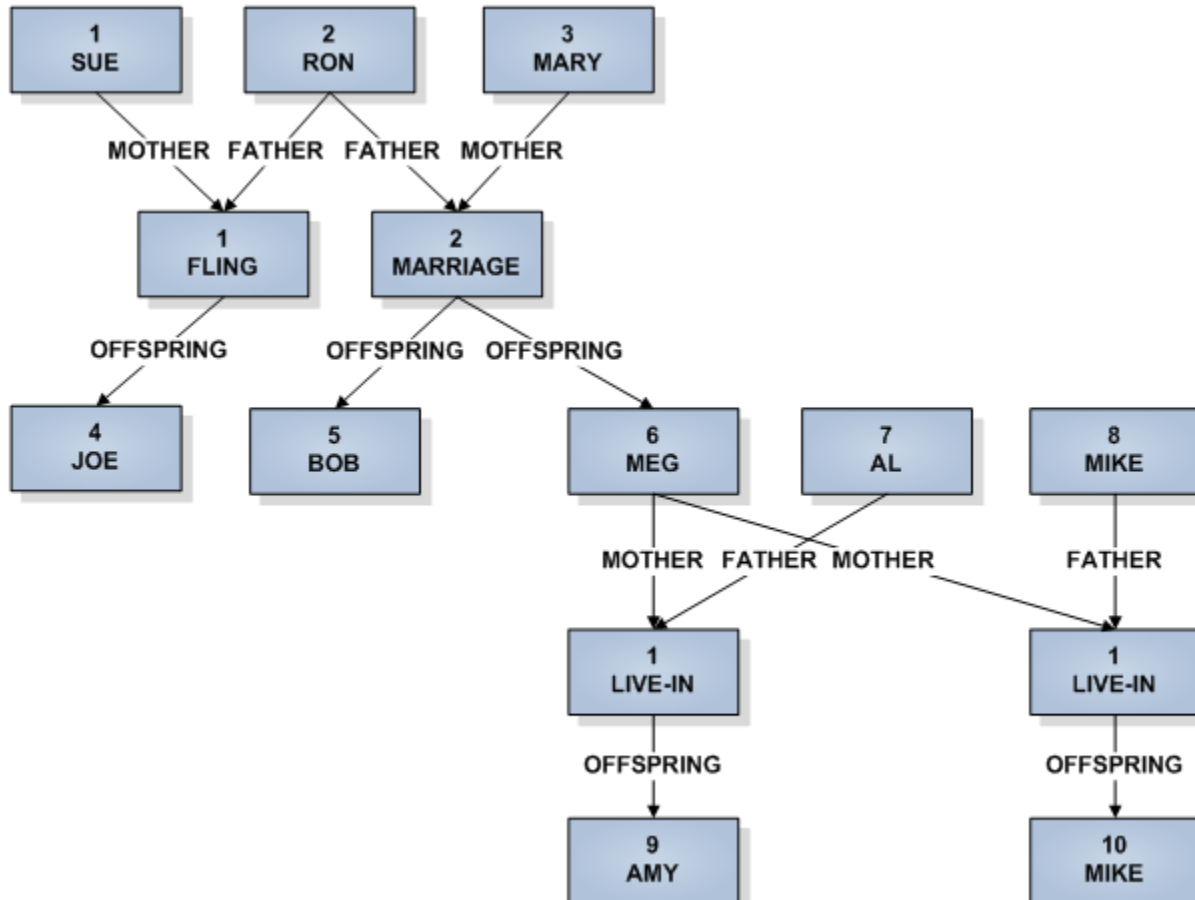 1
SUE
2
RON
3
MARY
MOTHER
FATHER
FATHER
MOTHER
1
FLING
2
MARRIAGE
OFFSPRING
OFFSPRING
OFFSPRING
4
JOE
5
BOB
6
MEG
7
AL
8
MIKE
MOTHER
FATHER
MOTHER
FATHER
1
LIVE-IN
1
LIVE-IN
OFFSPRING
OFFSPRING
9
AMY
10
MIKE